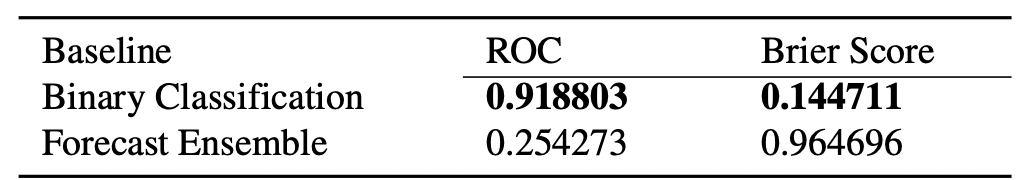 Baseline ROC Brier Score
Binary Classification 0.918803 0.144711
Forecast Ensemble 0.254273 0.964696